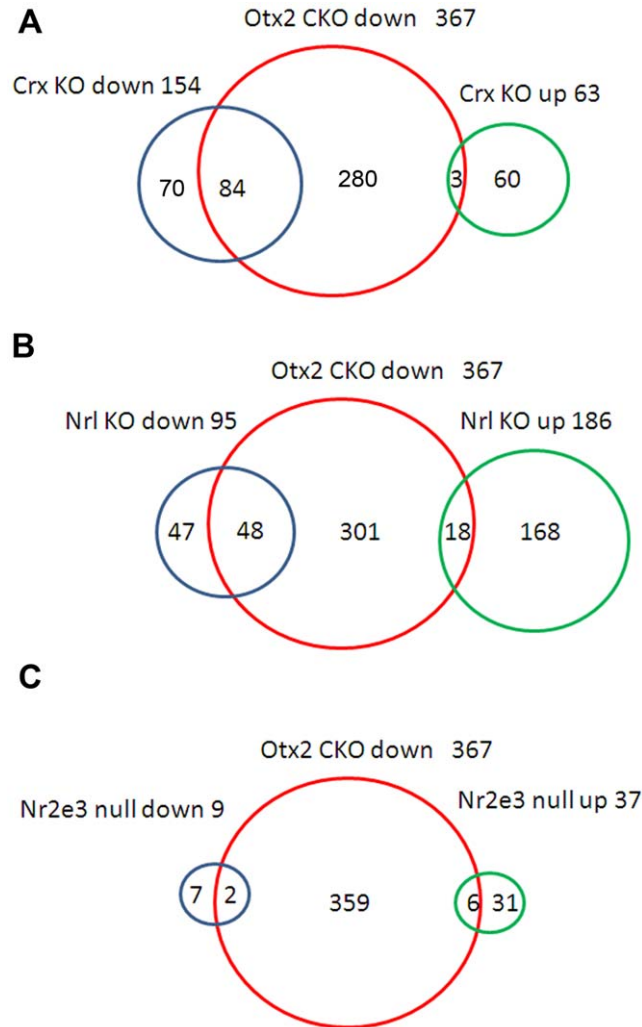 A
Otx2 CKO down 367
Crx KO down 154
Crx KO up 63
70 84 280 3 60
B
Otx2 CKO down 367
Nrl KO down 95 Nrl KO up 186
47 48 301 18 168
C
Otx2 CKO down 367
Nr2e3 null down 9 Nr2e3 null up 37
7 2 359 6 31